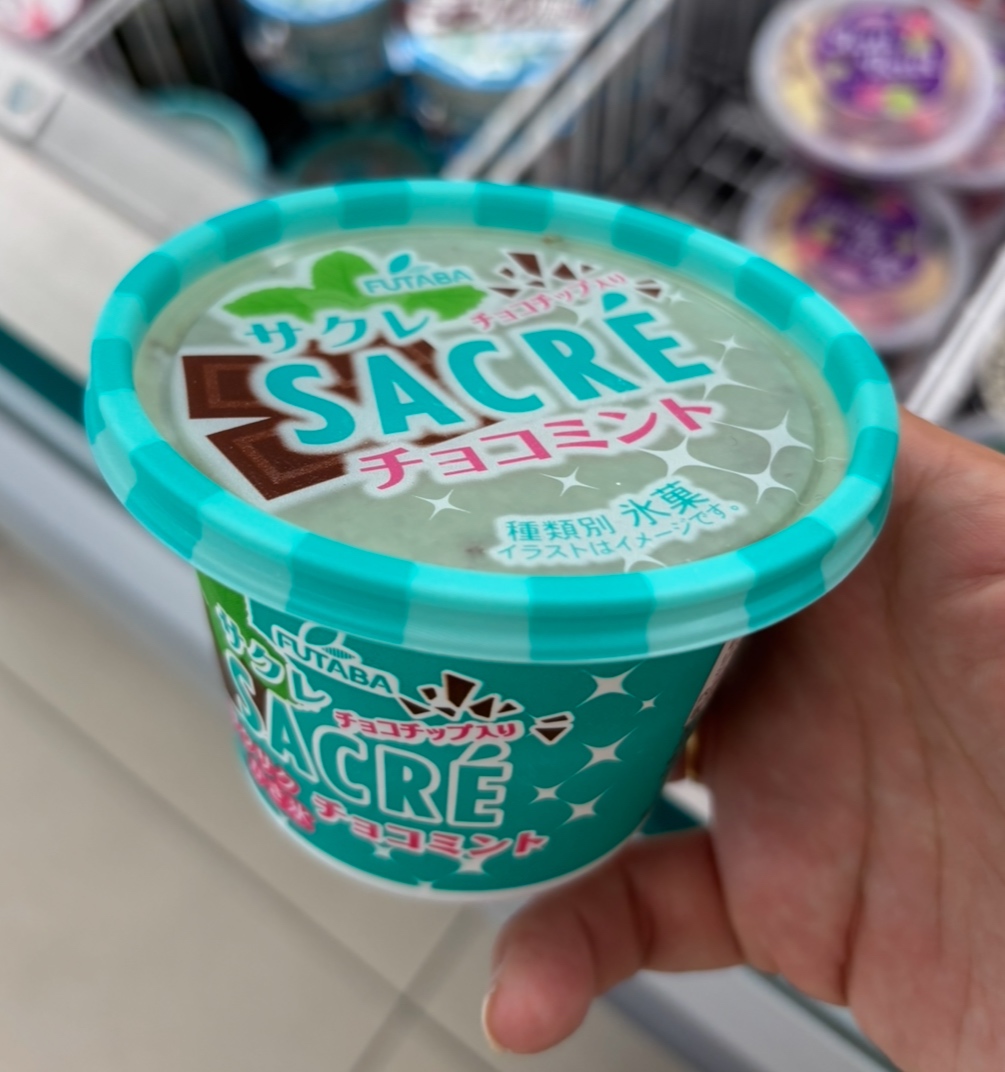 FUTABA
サクレ
チョコチップ入り
SACRÉ
チョコミント
種類別 氷菓
イラストはイメージです。
FUTABA
サクレ
チョコチップ入り
SACRÉ
チョコミント